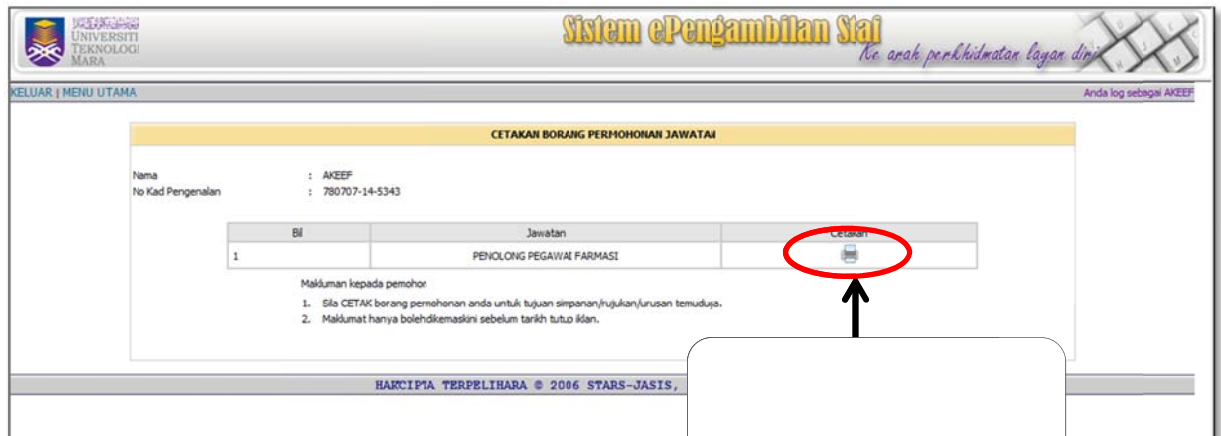 UNIVERSITI
TEKNOLOGI
MARA
Sistem ePengambilan Staf
Ke arah perkhidmatan layan diri
KELUAR | MENU UTAMA
Anda log sebagai AKEEF
CETAKAN BORANG PERMOHONAN JAWATAN
Nama : AKEEF
No Kad Pengenalan : 780707-14-5343
Bil Jawatan Cetakan
1 PENOLONG PEGAWAI FARMASI
Makluman kepada pemohon
1. Sila CETAK borang permohonan anda untuk tujuan simpanan/rujukan/urusan temuduga.
2. Maklumat hanya bolehdikemaskini sebelum tarikh tutup iklan.
HAKCIPTA TERPELIHARA © 2006 STARS-JASIS,